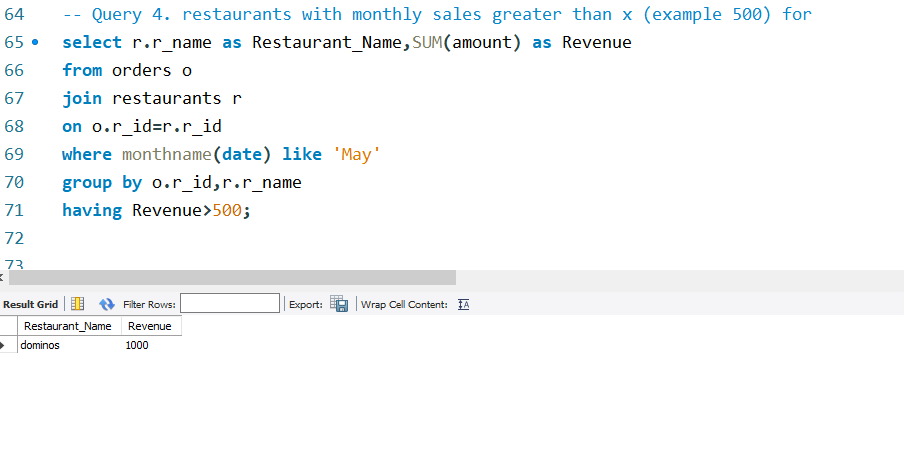 64 -- Query 4. restaurants with monthly sales greater than x (example 500) for
65 select r.r_name as Restaurant_Name,SUM(amount) as Revenue
66 from orders o
67 join restaurants r
68 on o.r_id=r.r_id
69 where monthname(date) like 'May'
70 group by o.r_id,r.r_name
71 having Revenue>500;
72
73
Result Grid Filter Rows: Export: Wrap Cell Content:
Restaurant_Name Revenue
dominos 1000